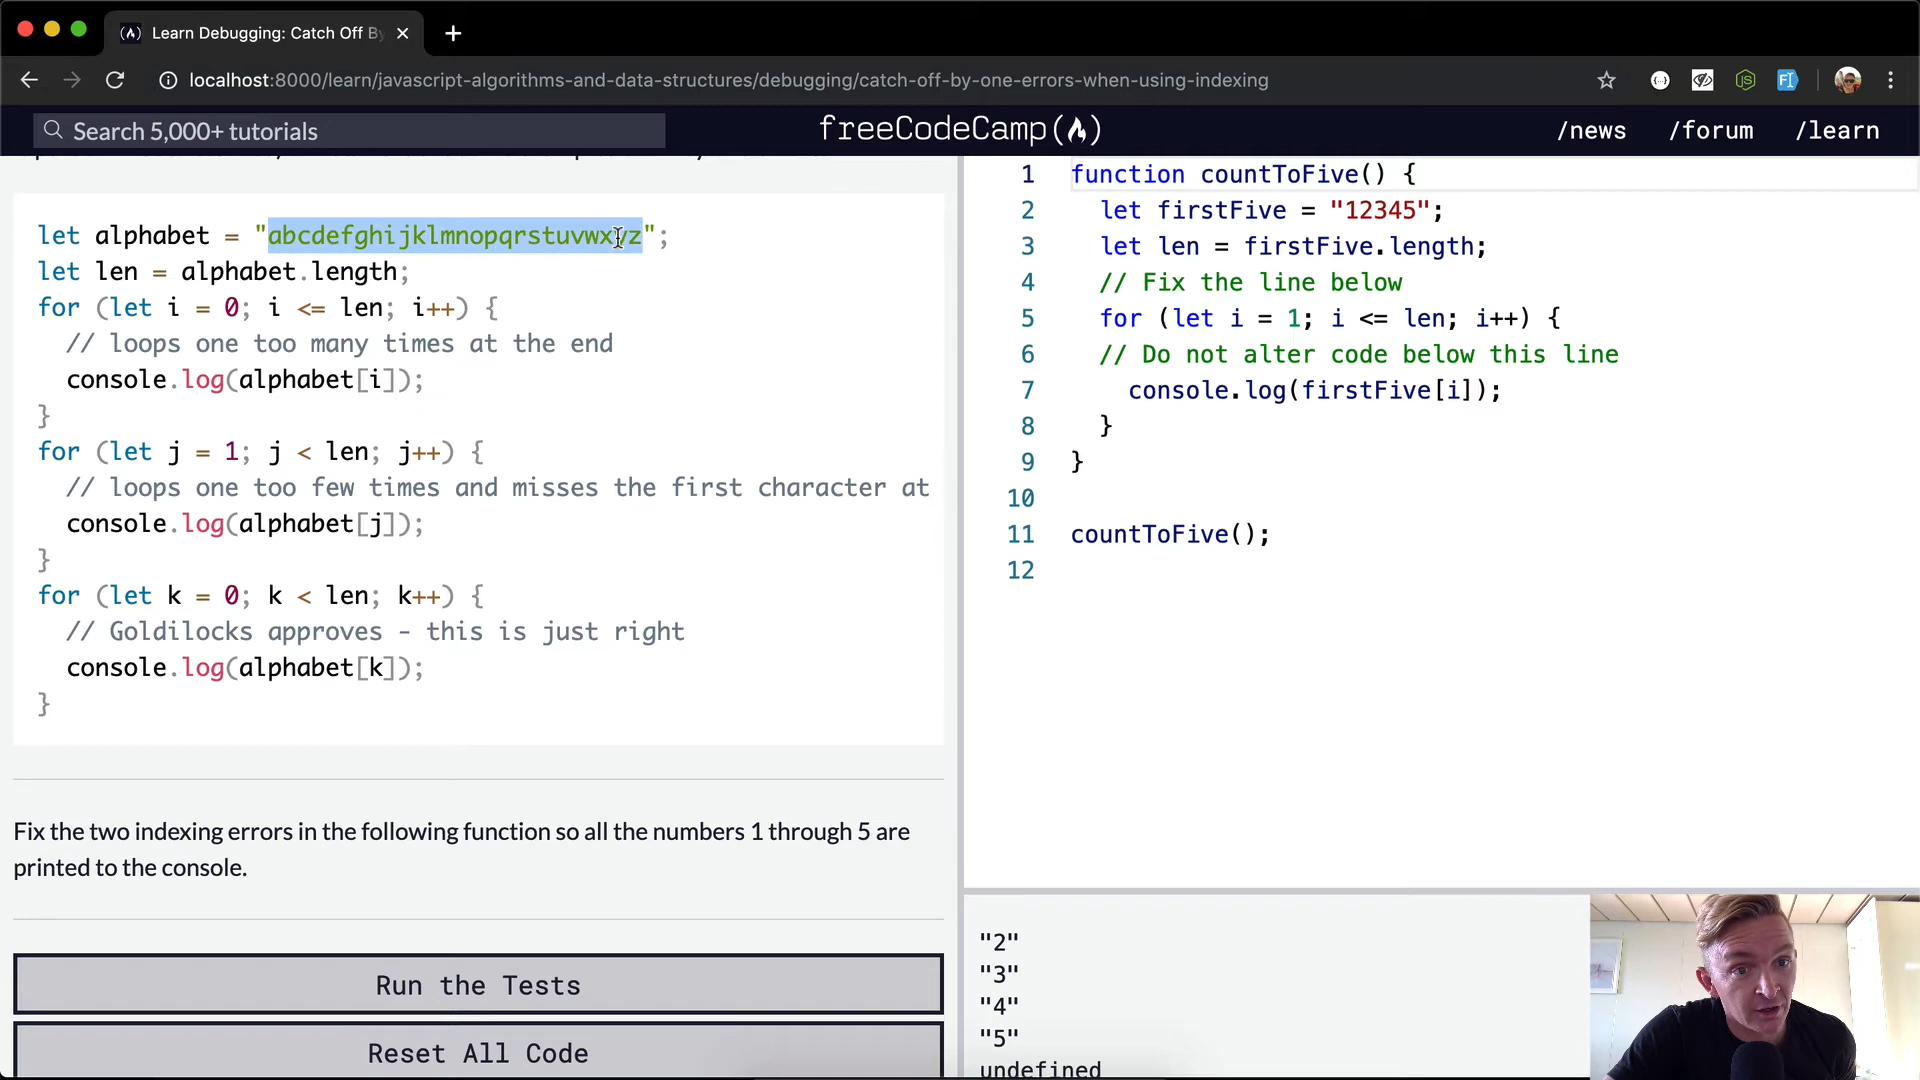 Learn Debugging: Catch Off By
localhost:8000/learn/javascript-algorithms-and-data-structures/debugging/catch-off-by-one-errors-when-using-indexing
Search 5,000+ tutorials
freeCodeCamp
/news
/forum
/learn
let alphabet = "abcdefghijklmnopqrstuvwxyz";
let len = alphabet.length;
for (let i = 0; i <= len; i++) {
// loops one too many times at the end
console.log(alphabet[i]);
}
for (let j = 1; j < len; j++) {
// loops one too few times and misses the first character at
console.log(alphabet[j]);
}
for (let k = 0; k < len; k++) {
// Goldilocks approves - this is just right
console.log(alphabet[k]);
}
Fix the two indexing errors in the following function so all the numbers 1 through 5 are
printed to the console.
Run the Tests
Reset All Code
1 function countToFive() {
2 let firstFive = "12345";
3 let len = firstFive.length;
4 // Fix the line below
5 for (let i = 1; i <= len; i++) {
6 // Do not alter code below this line
7 console.log(firstFive[i]);
8 }
9 }
10
11 countToFive();
12
"2"
"3"
"4"
"5"
undefined